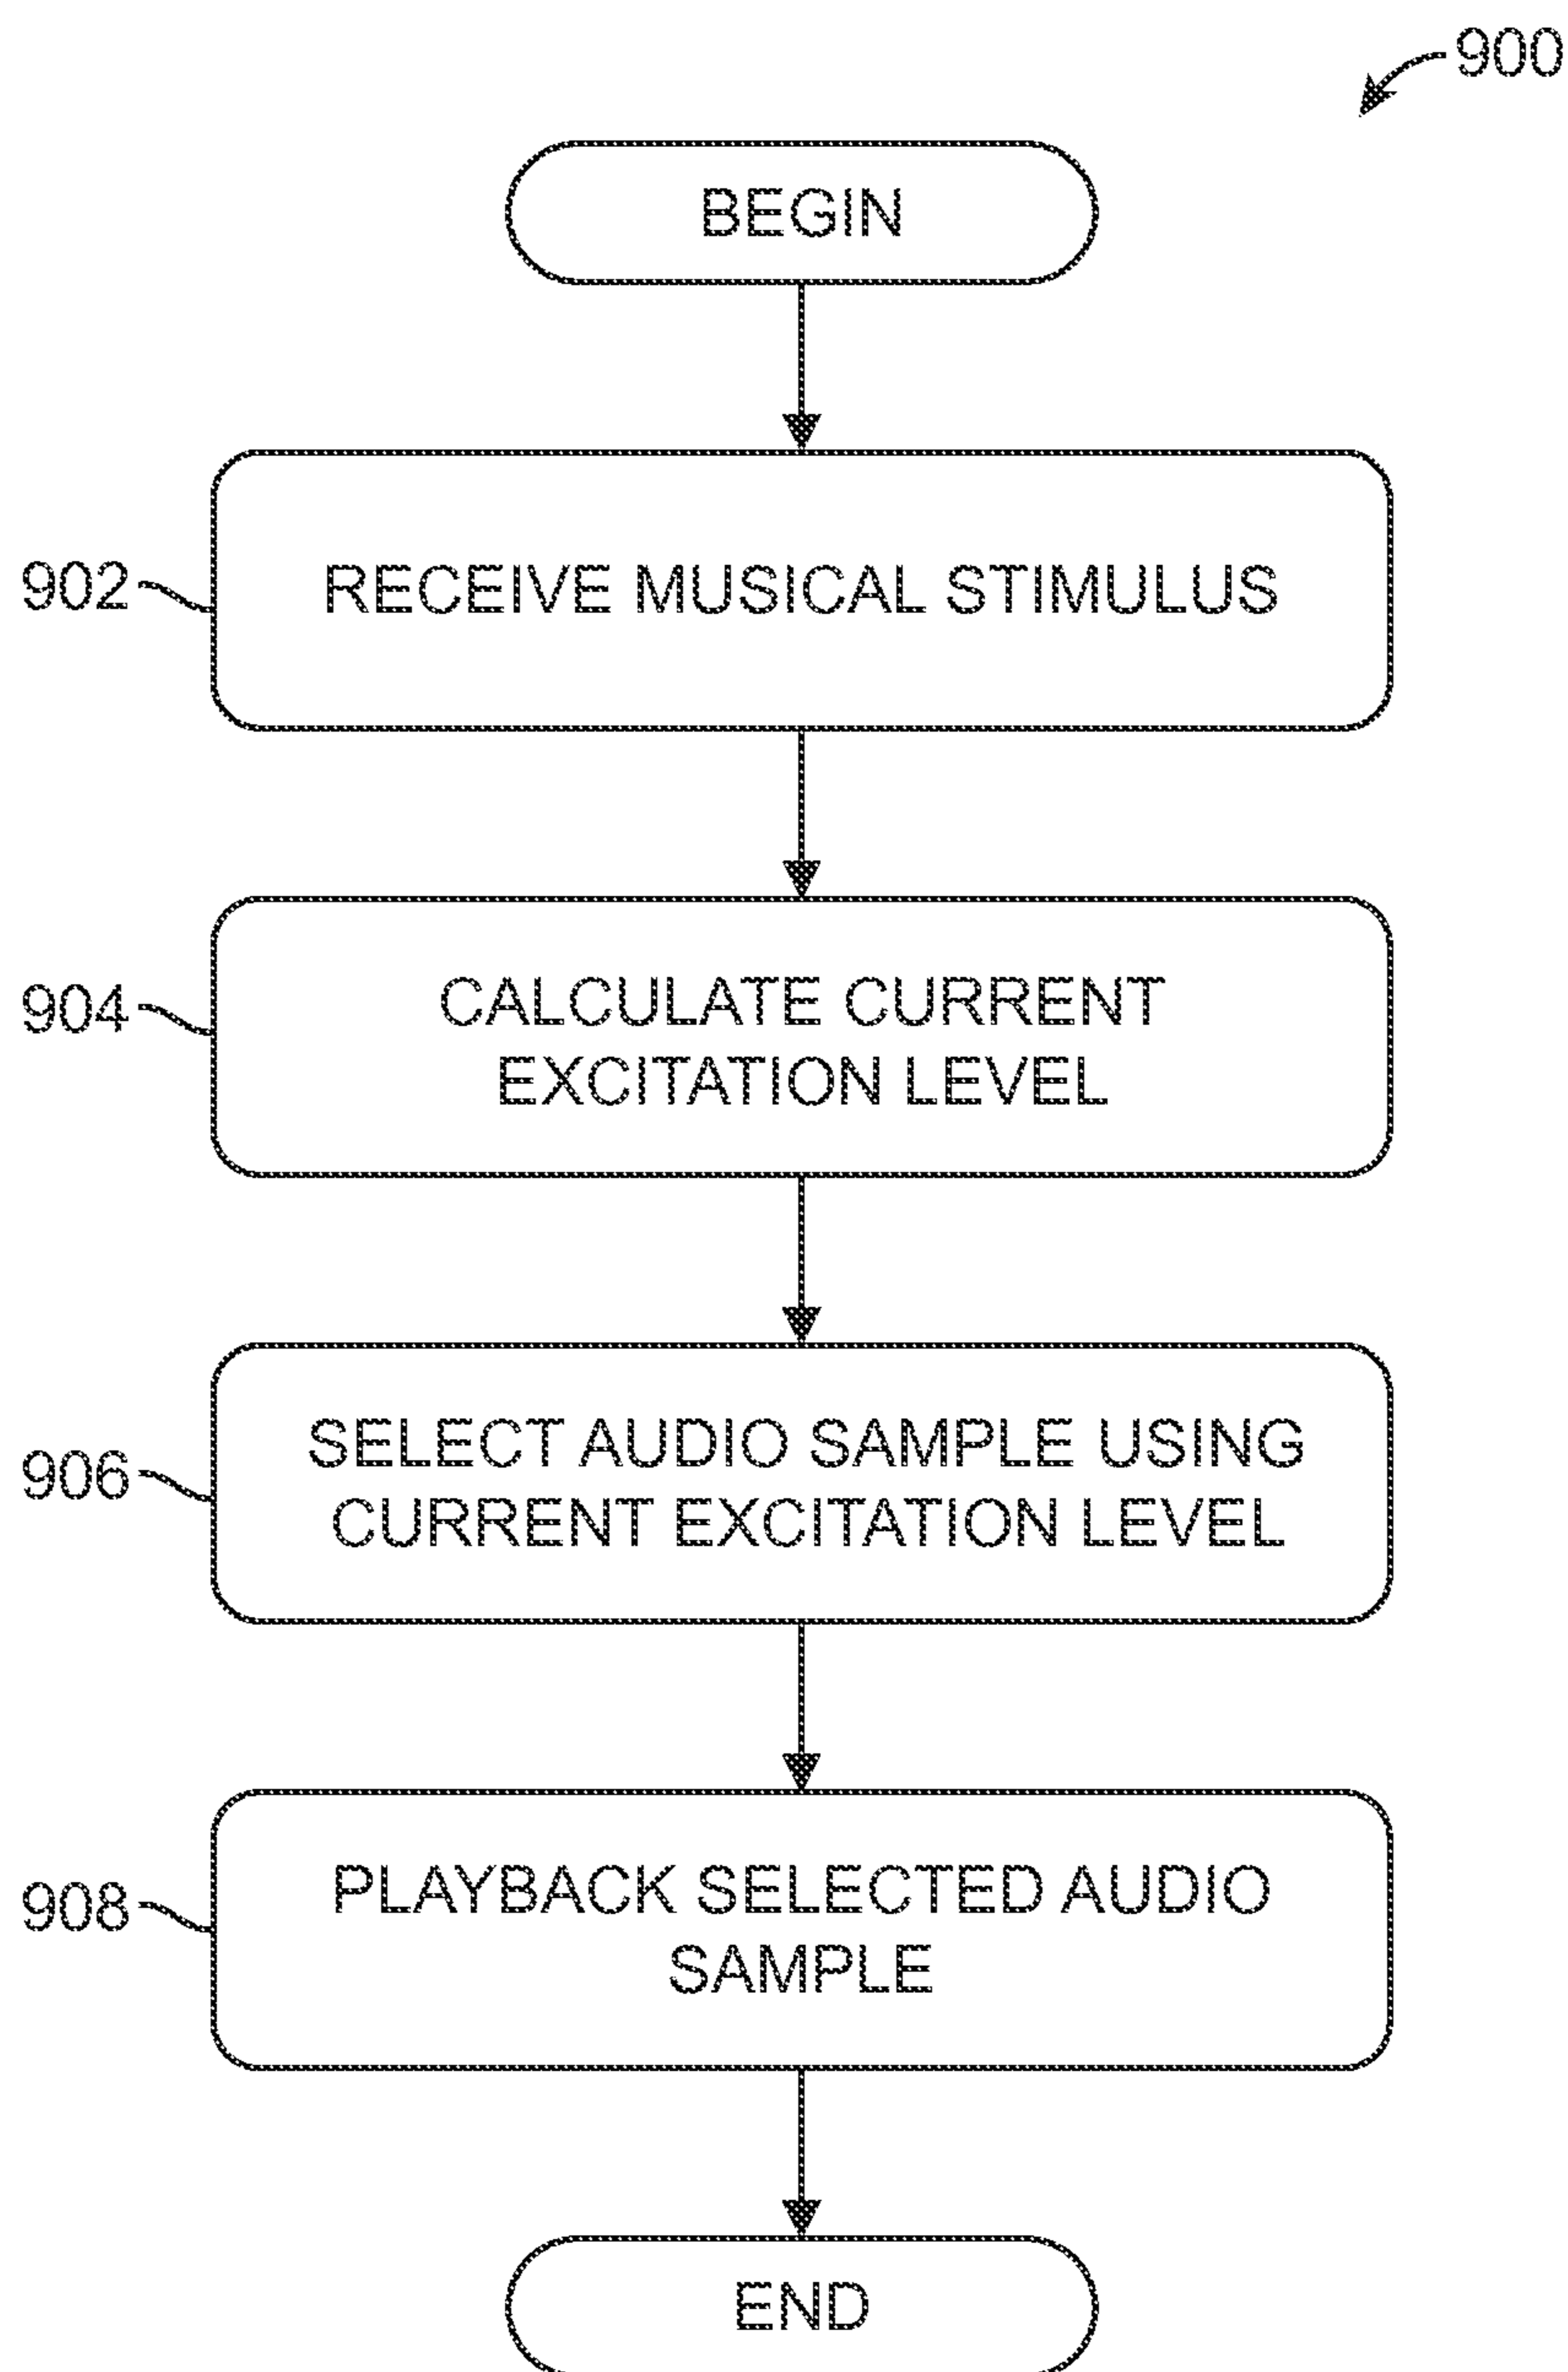 900
BEGIN
902
RECEIVE MUSICAL STIMULUS
904
CALCULATE CURRENT
EXCITATION LEVEL
906
SELECT AUDIO SAMPLE USING
CURRENT EXCITATION LEVEL
908
PLAYBACK SELECTED AUDIO
SAMPLE
END